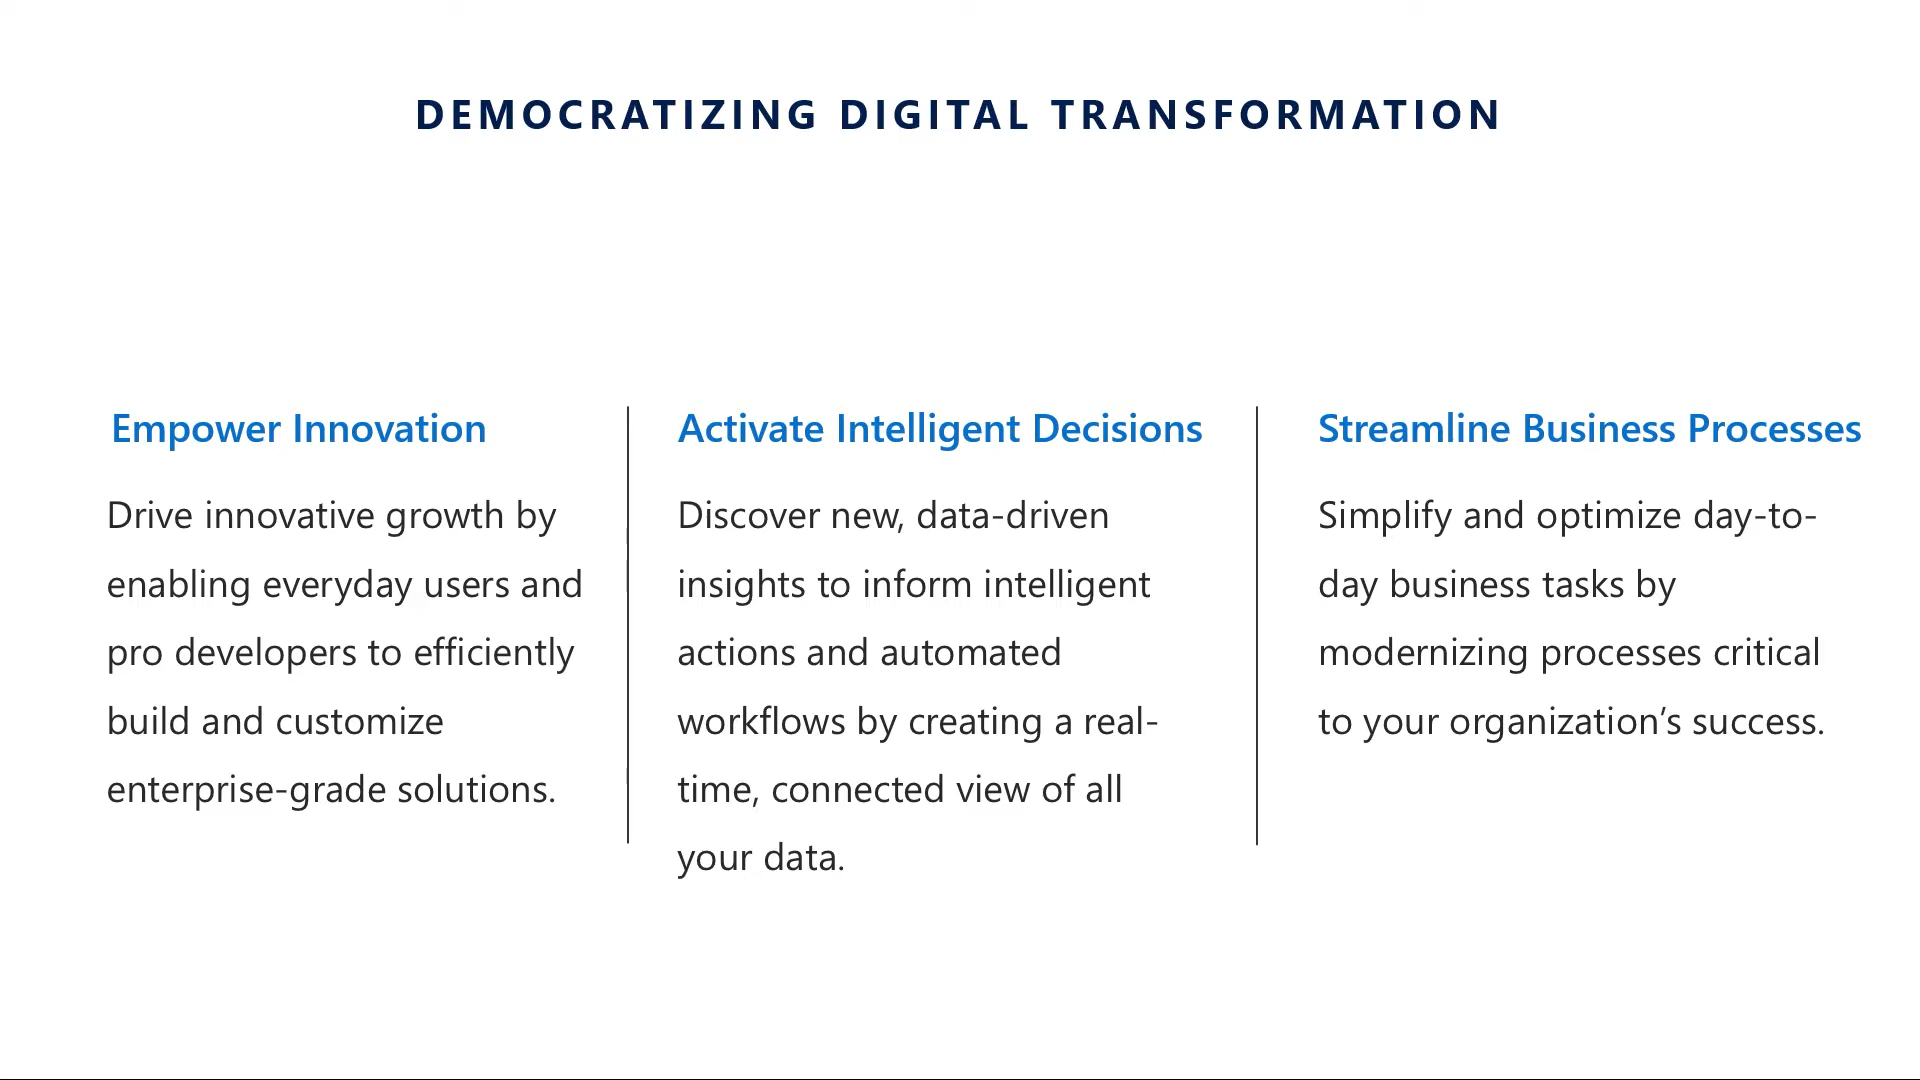 DEMOCRATIZING DIGITAL TRANSFORMATION
Empower Innovation
Drive innovative growth by
enabling everyday users and
pro developers to efficiently
build and customize
enterprise-grade solutions.
Activate Intelligent Decisions
Discover new, data-driven
insights to inform intelligent
actions and automated
workflows by creating a real-
time, connected view of all
your data.
Streamline Business Processes
Simplify and optimize day-to-
day business tasks by
modernizing processes critical
to your organization’s success.